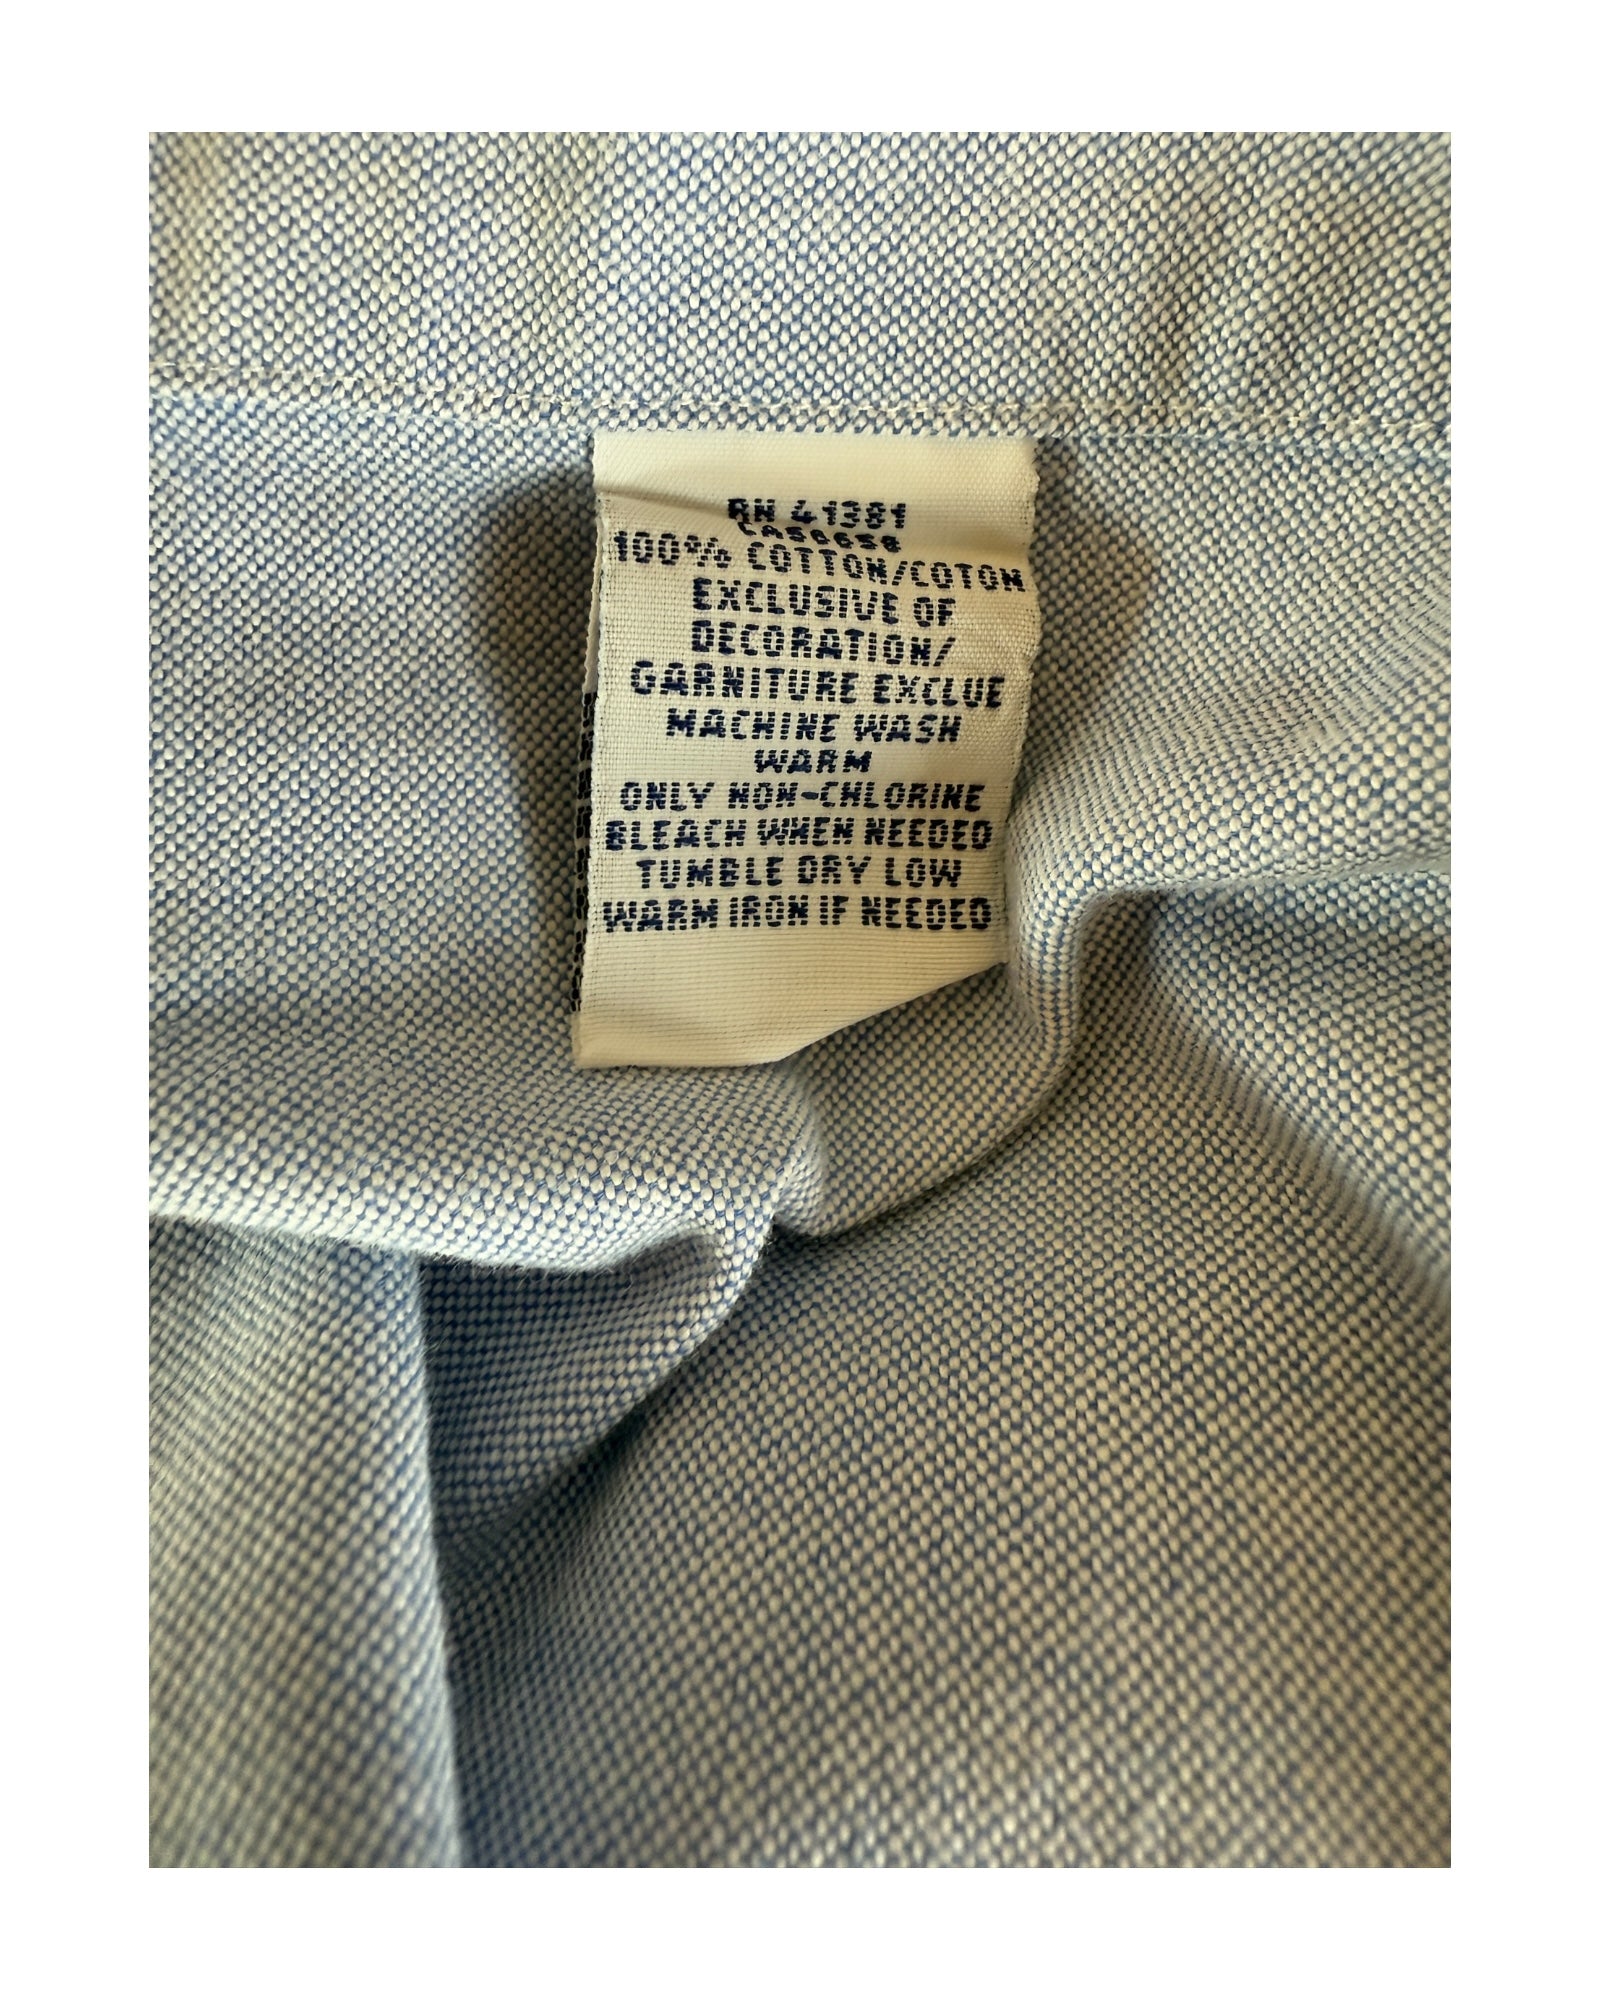 RN 41381
CA50658
100% COTTON/COTON
EXCLUSIVE OF
DECORATION/
GARNITURE EXCLUE
MACHINE WASH
WARM
ONLY NON-CHLORINE
BLEACH WHEN NEEDED
TUMBLE DRY LOW
WARM IRON IF NEEDED